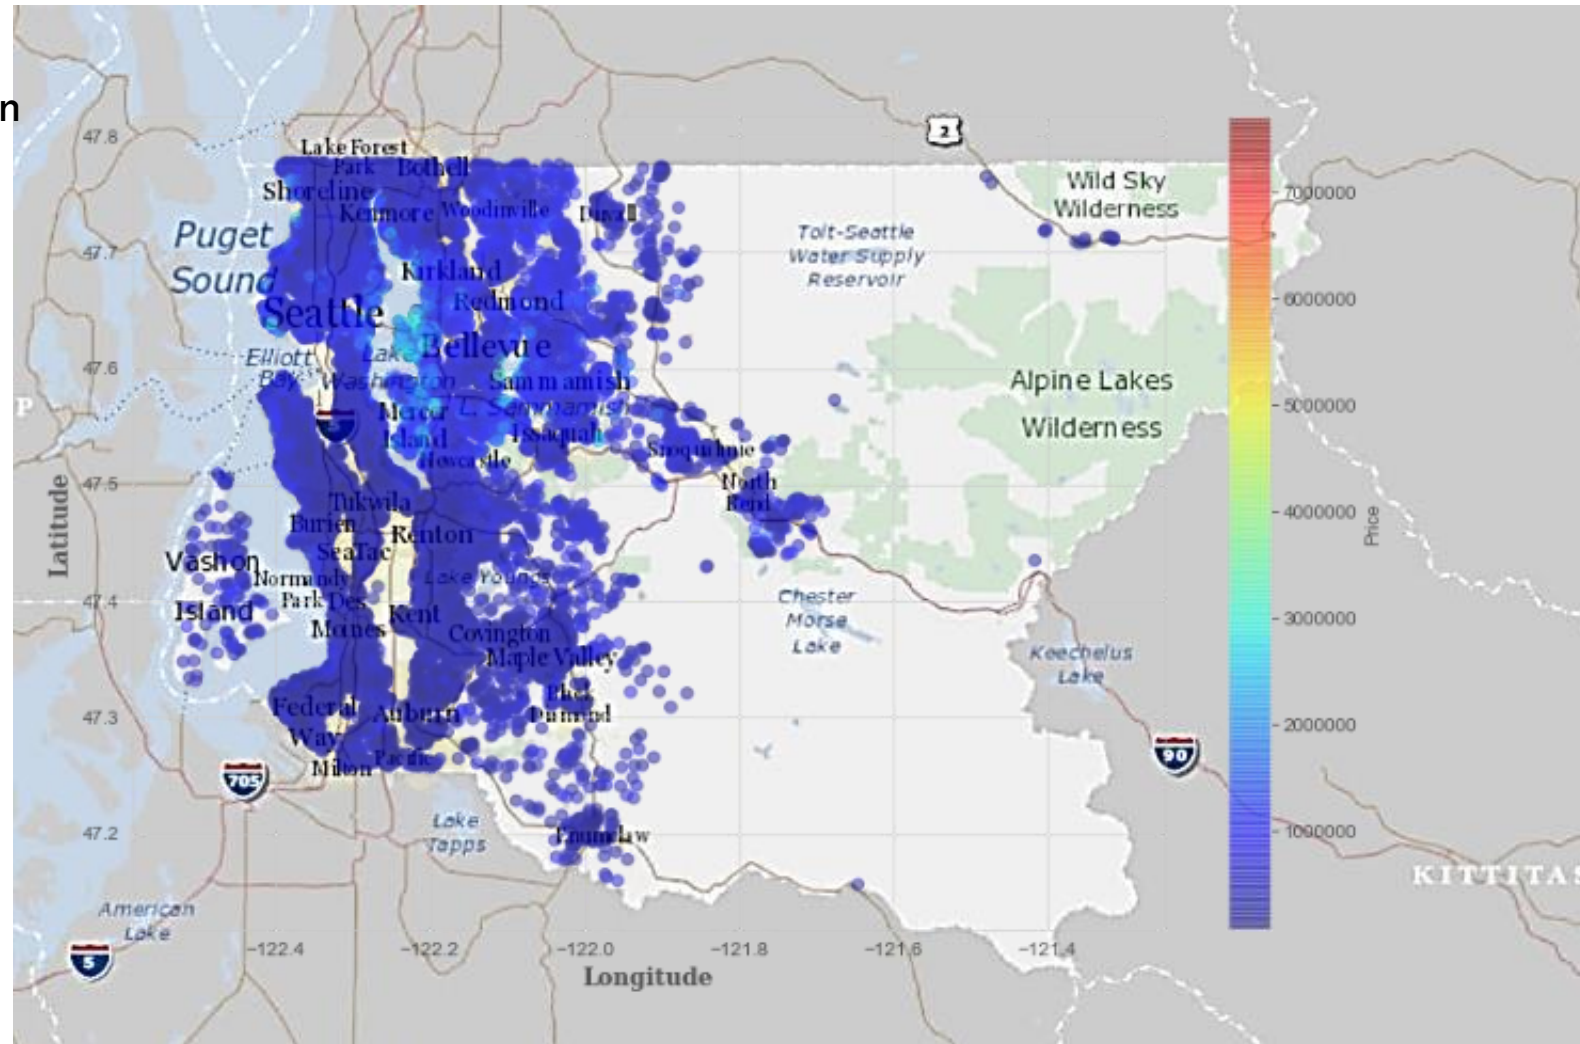 n
2
47.8
Lake Forest
Park
Bothell
Shoreline
Kenmore
Woodinville
Duvall
Wild Sky
Wilderness
7000000
Puget
Sound
47.7
Tolt-Seattle
Water Supply
Reservoir
Kirkland
Redmond
6000000
Seattle
Bellevue
Elliott
Bay
Lake
Washington
47.6
Sammamish
Alpine Lakes
Wilderness
P
Mercer
Island
L. Sammamish
Issaquah
5000000
Newcastle
Snoqualmie
North
Bend
47.5
Latitude
Tukwila
Burien
Renton
SeaTac
4000000
Price
Vashon
Island
Normandy
Park
Des
Moines
Lake Youngs
47.4
Kent
Chester
Morse
Lake
3000000
Covington
Maple Valley
Keechelus
Lake
Black
Diamond
47.3
Federal
Way
Auburn
2000000
Milton
Pacific
705
90
47.2
Lake
Tapps
Enumclaw
1000000
KITTITAS
American
Lake
5
−122.4
−122.2
−122.0
−121.8
−121.6
−121.4
Longitude